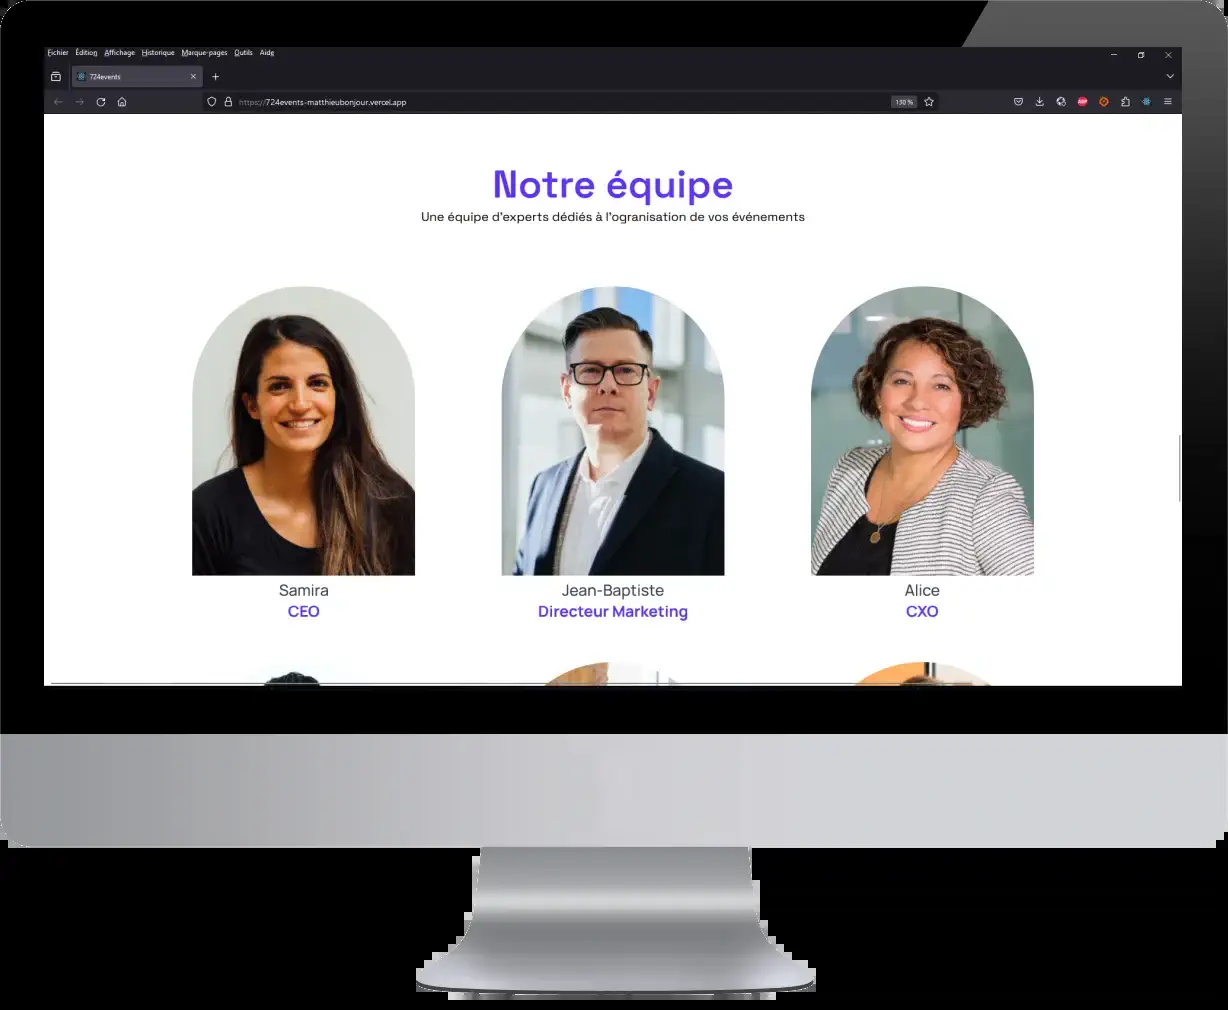 Fichier Édition Affichage Historique Marque-pages Outils Aide
724events
https://724events-matthieubonjour.vercel.app 130 %
Notre équipe
Une équipe d'experts dédiés à l'ogranisation de vos événements
Samira Jean-Baptiste Alice
CEO Directeur Marketing CXO